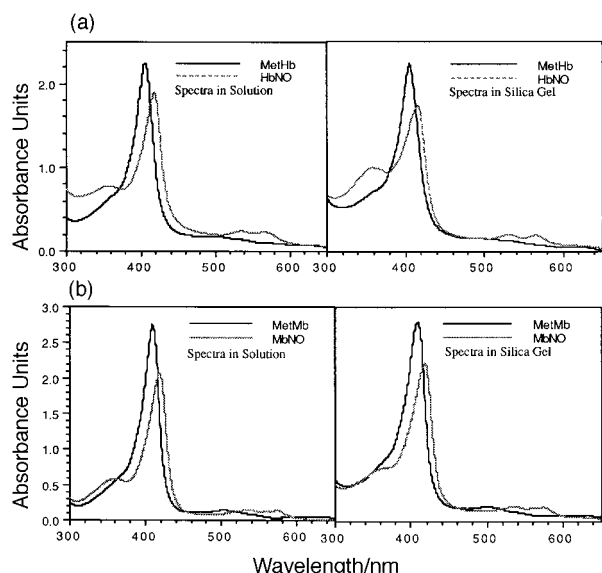 (a)
MetHb
HbNO
Spectra in Solution
MetHb
HbNO
Spectra in Silica Gel
Absorbance Units
2.0
1.0
0.0
300 400 500 600 300 400 500 600
(b)
MetMb
MbNO
Spectra in Solution
MetMb
MbNO
Spectra in Silica Gel
Absorbance Units
3.0
2.5
2.0
1.5
1.0
0.5
0.0
300 400 500 600 300 400 500 600
Wavelength/nm